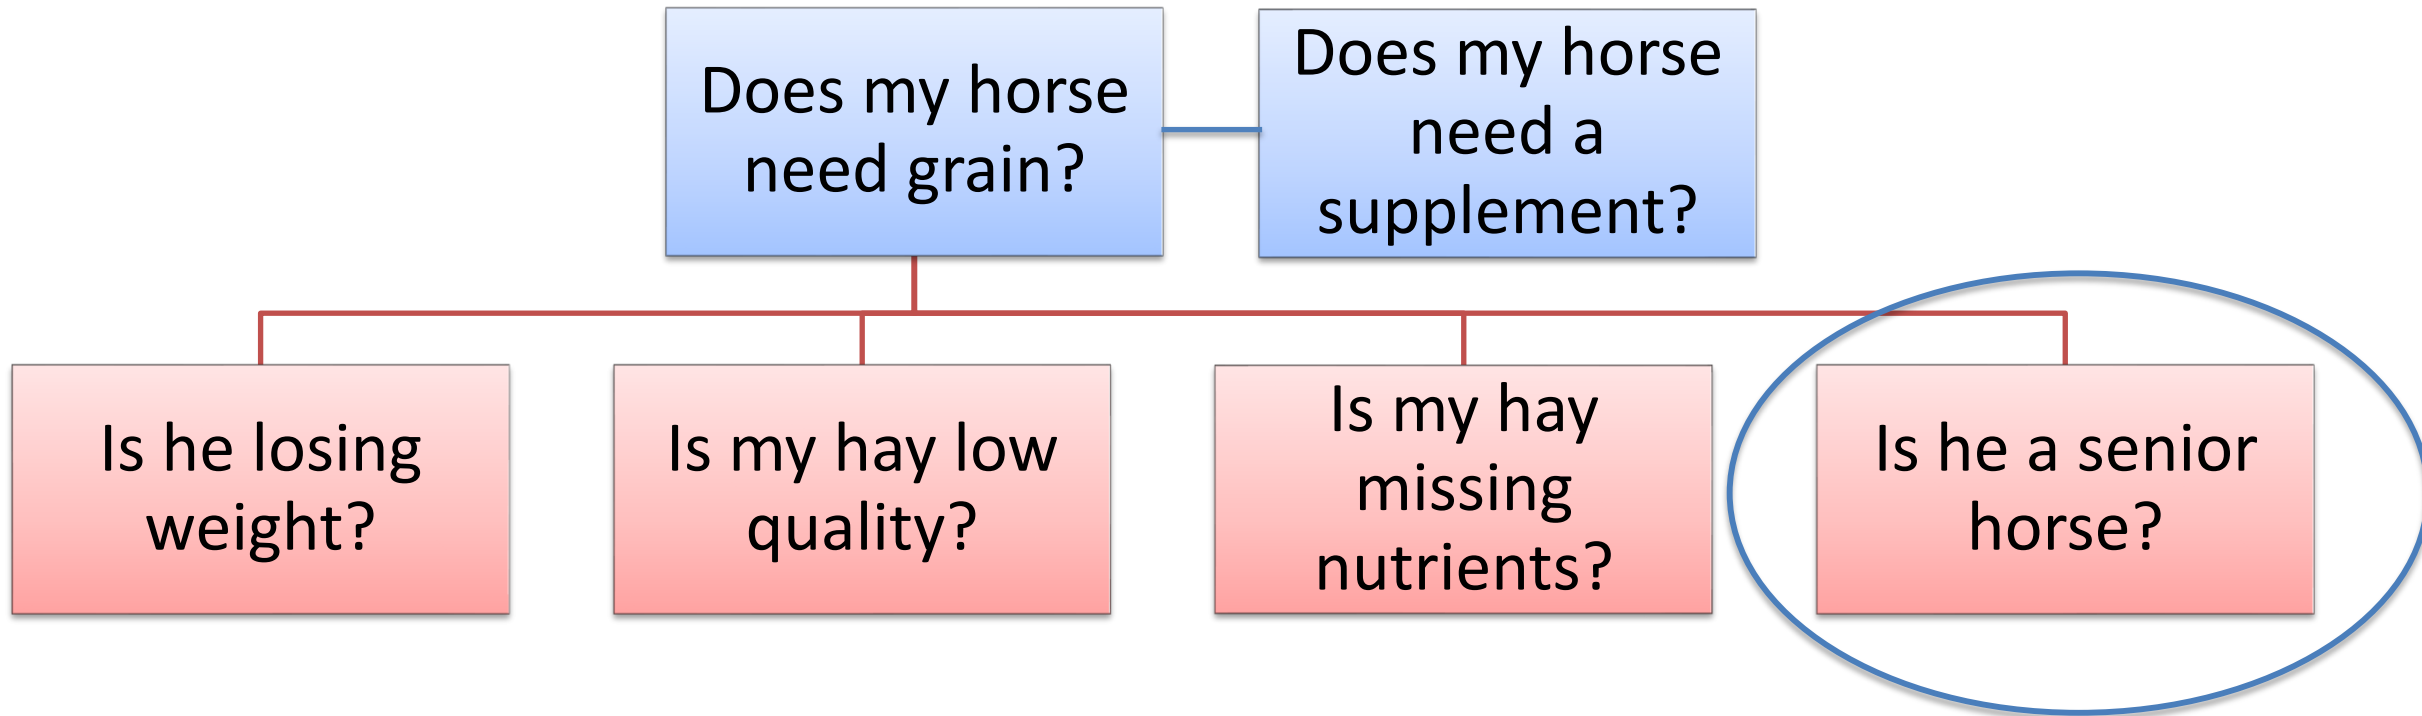 Does my horse
need grain?
Does my horse
need a
supplement?
Is he losing
weight?
Is my hay low
quality?
Is my hay
missing
nutrients?
Is he a senior
horse?